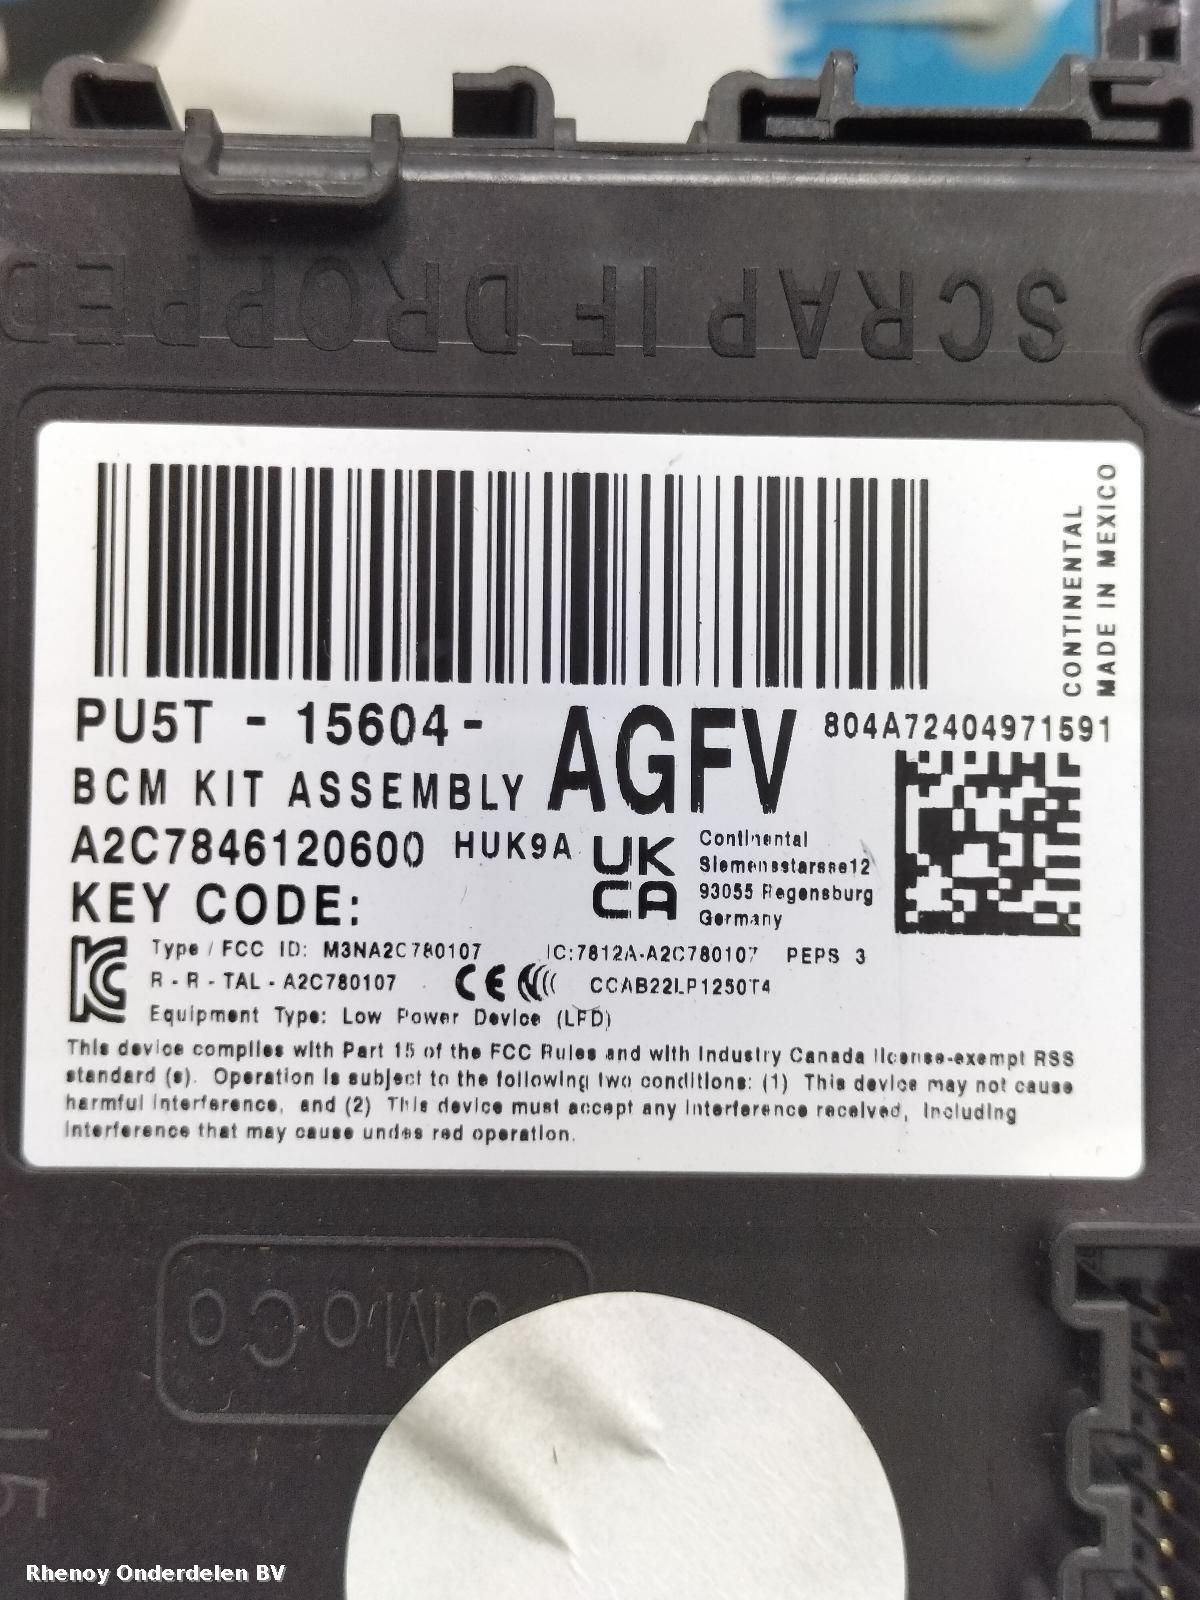 SCRAP IF DROPPED
CONTINENTAL
MADE IN MEXICO
PU5T - 15604-
AGFV
804A72404971591
BCM KIT ASSEMBLY
A2C7846120600 HUK9A
UK
CA
Continental
Siemensstarsse12
93055 Regensburg
Germany
KEY CODE:
Type / FCC ID: M3NA2C780107 IC:7812A-A2C780107 PEPS 3
R - R - TAL - A2C780107 CE CCAB22LP1250T4
Equipment Type: Low Power Device (LPD)
This device complies with Part 15 of the FCC Rules and with Industry Canada license-exempt RSS
standard (s). Operation is subject to the following two conditions: (1) This device may not cause
harmful interference, and (2) This device must accept any interference received, including
interference that may cause undes red operation.
oMoCo
15
Rhenoy Onderdelen BV